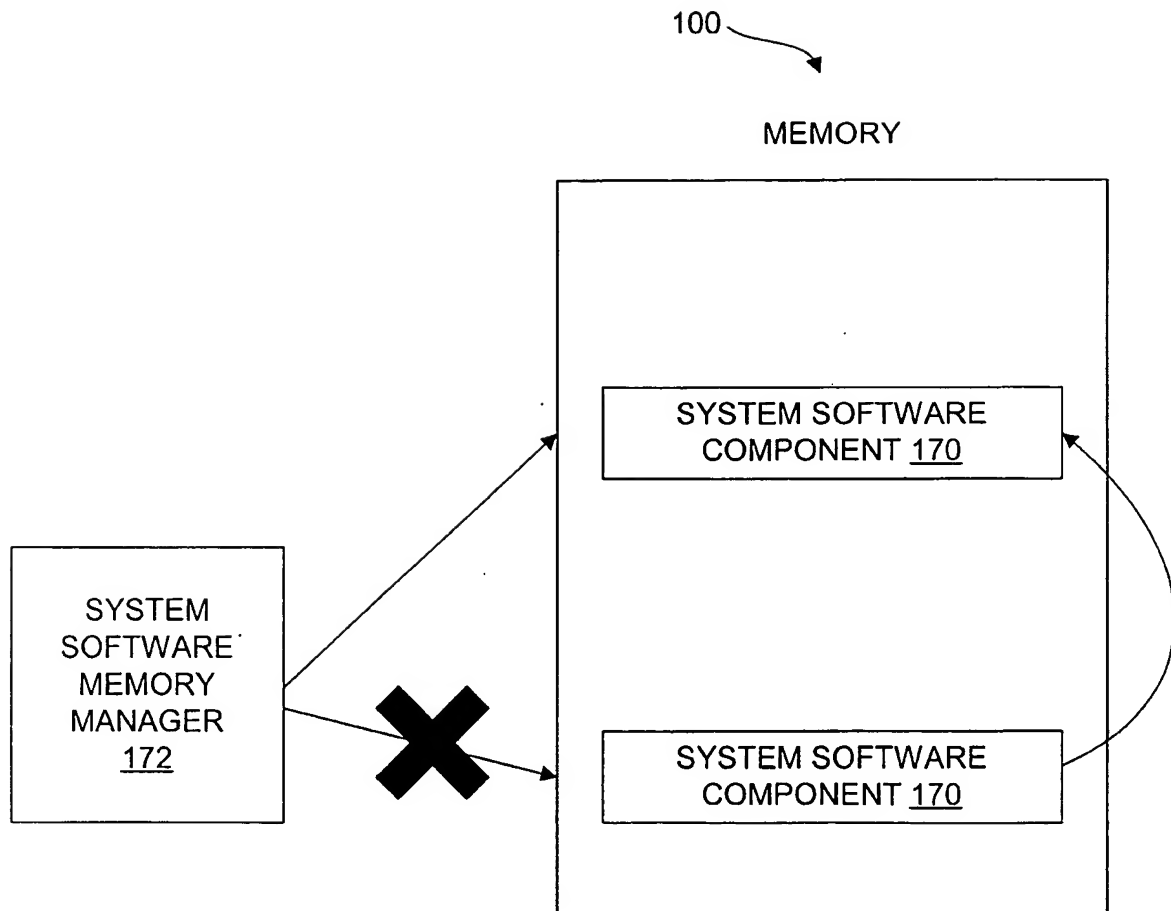 100
MEMORY
SYSTEM SOFTWARE
COMPONENT 170
SYSTEM
SOFTWARE
MEMORY
MANAGER
172
SYSTEM SOFTWARE
COMPONENT 170